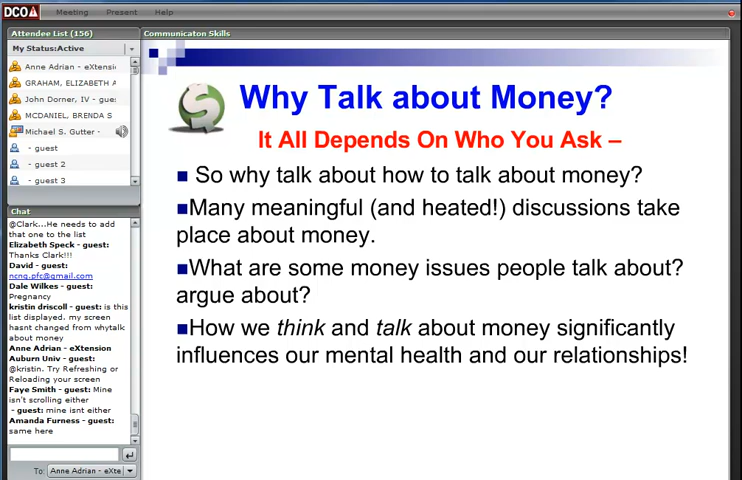 DCO
Meeting Present Help
Attendee List (156)
My Status:Active
Anne Adrian - eXtensi
GRAHAM, ELIZABETH A
John Dorner, IV - gue
MCDANIEL, BRENDA S
Michael S. Gutter -
- guest
- guest 2
- guest 3
Chat
@Clark...He needs to add
that one to the list
Elizabeth Speck - guest:
Thanks Clark!!!
David - guest:
ncng.pfc@gmail.com
Dale Wilkes - guest:
Pregnancy
kristin driscoll - guest: is this
list displayed. my screen
hasnt changed from whytalk
about money
Anne Adrian - eXtension
Auburn Univ - guest:
@kristin. Try Refreshing or
Reloading your screen
Faye Smith - guest: Mine
isn't scrolling either
- guest: mine isnt either
Amanda Furness - guest:
same here
To: Anne Adrian - eXte
Communicaton Skills
Why Talk about Money?
It All Depends On Who You Ask –
So why talk about how to talk about money?
Many meaningful (and heated!) discussions take
place about money.
What are some money issues people talk about?
argue about?
How we think and talk about money significantly
influences our mental health and our relationships!